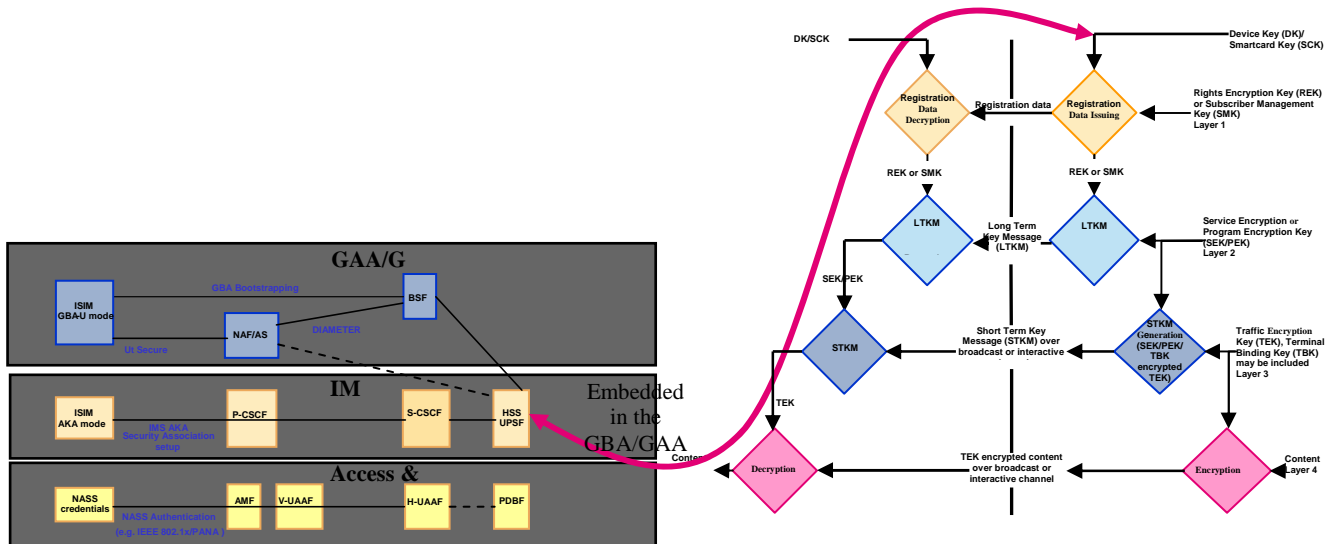 GAA/G
ISIM
GBA-U mode
GBA Bootstrapping
BSF
NAF/AS
DIAMETER
Ut Secure
IM
ISIM
AKA mode
P-CSCF
S-CSCF
HSS
UPSF
IMS AKA
Security Association
setup
Embedded
in the
GBA/GAA
Access &
NASS
credentials
AMF
V-UAAF
H-UAAF
PDBF
NASS Authentication
(e.g. IEEE 802.1x/PANA )
DK/SCK
Device Key (DK)/
Smartcard Key (SCK)
Registration
Data
Decryption
Registration data
Registration
Data Issuing
Rights Encryption Key (REK)
or Subscriber Management
Key (SMK)
Layer 1
REK or SMK
REK or SMK
LTKM
Long Term
Key Message
(LTKM)
LTKM
Service Encryption or
Program Encryption Key
(SEK/PEK)
Layer 2
SEK/PEK
STKM
Short Term Key
Message (STKM) over
broadcast or interactive
STKM
Generation
(SEK/PEK/
TBK
encrypted
TEK)
Traffic Encryption
Key (TEK), Terminal
Binding Key (TBK)
may be included
Layer 3
TEK
Conten
Decryption
TEK encrypted content
over broadcast or
interactive channel
Encryption
Content
Layer 4